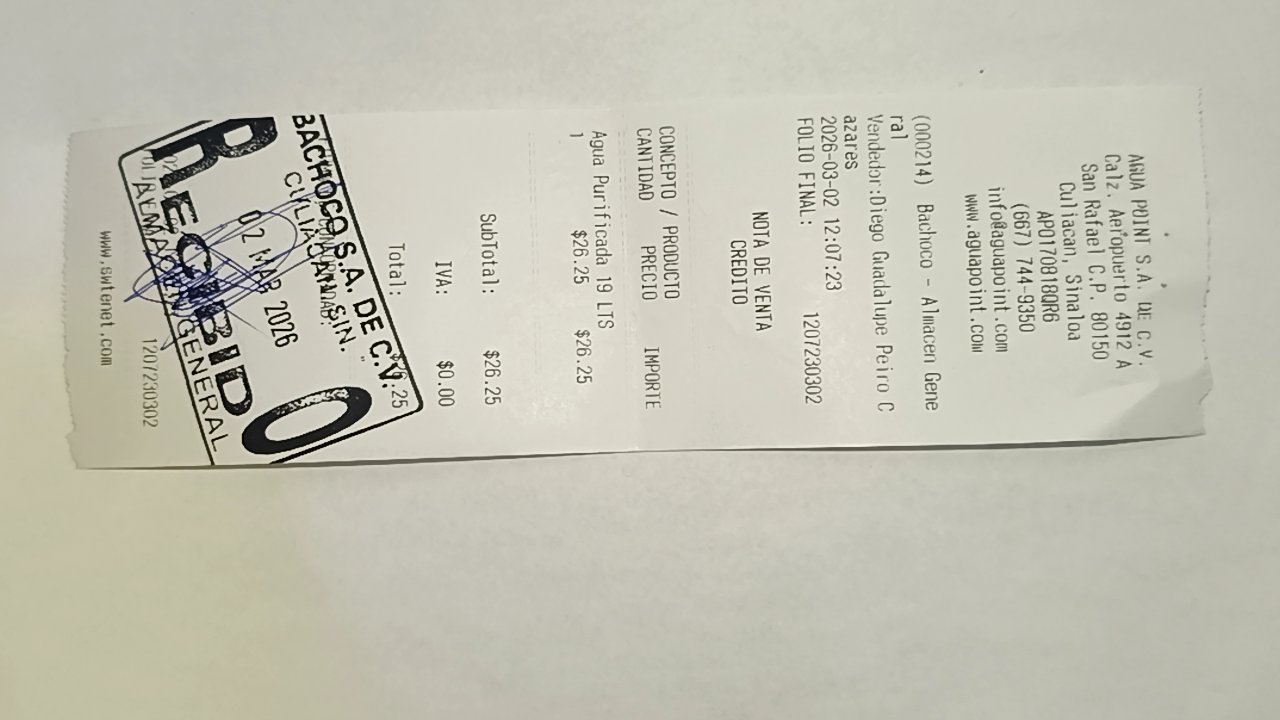 AGUA POINT S.A. DE C.V.
Calz. Aeropuerto 4912 A
San Rafael C.P. 80150
Culiacan, Sinaloa
APO170818QR6
(667) 744-9350
info@aguapoint.com
www.aguapoint.com
(000214) Bachoco - Almacen Gene
ral
Vendedor:Diego Guadalupe Peiro C
azares
2026-03-02 12:07:23
FOLIO FINAL: 1207230302
NOTA DE VENTA
CREDITO
CONCEPTO / PRODUCTO
CANTIDAD PRECIO IMPORTE
Agua Purificada 19 LTS
1 $26.25 $26.25
SubTotal: $26.25
IVA: $0.00
Total: .25
BACHOCO S.A. DE C.V.
CULIACAN, SIN.
02 MAR 2026
RECIBIDO
ALMACEN GENERAL
1207230302
www.swtenet.com